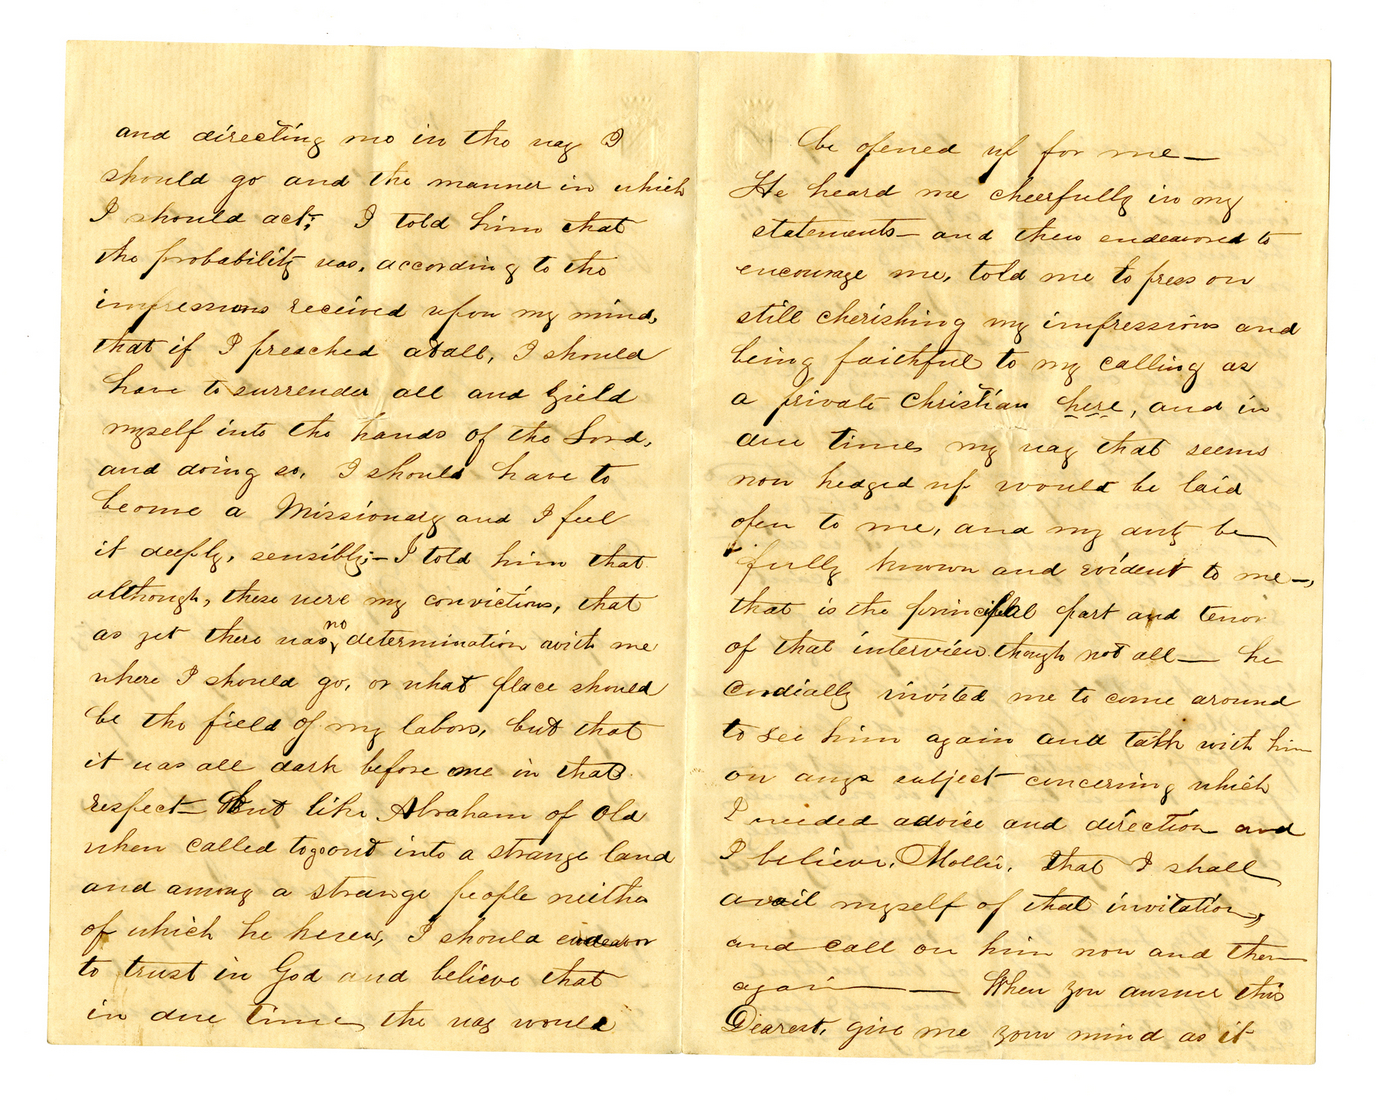 and directing me in the way I
should go and the manner in which
I should act; I told him that
the probability was, according to the
impressions received upon my mind,
that if I preached atall, I should
have to surrender all and yield
myself into the hands of the Lord,
and doing so, I should have to
become a Missionary and I feel
it deeply, sensibly;— I told him that
although, these were my convictions, that
as yet there was no determination with me
where I should go, or what place should
be the field of my labors, but that
it was all dark before me in that
respect— But like Abraham of Old
when called to go out into a strange land
and among a strange people neither
of which he knew, I should endeavor
to trust in God and believe that
in due time the way would
be opened up for me—
He heard me cheerfully in my
statements— and then endeavored to
encourage me, told me to press on
still cherishing my impressions and
being faithful to my calling as
a private Christian here, and in
due time, my way that seems
now hedged up would be laid
open to me, and my duty be
fully known and evident to me—,
that is the principal part and tenor
of that interview though not all— he
cordially invited me to come around
to see him again and talk with him
on any subject concerning which
I needed advice and direction and
I believe, Mollie, that I shall
avail myself of that invitation,
and call on him now and then
again — When you answer this
Dearest, give me your mind as it